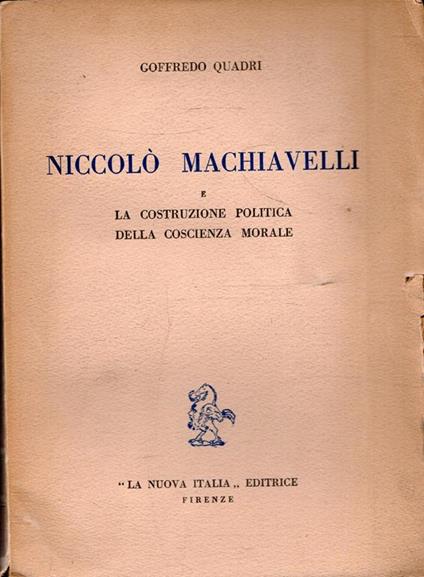 GOFFREDO QUADRI
NICCOLÒ MACHIAVELLI
E
LA COSTRUZIONE POLITICA
DELLA COSCIENZA MORALE
“LA NUOVA ITALIA„ EDITRICE
FIRENZE